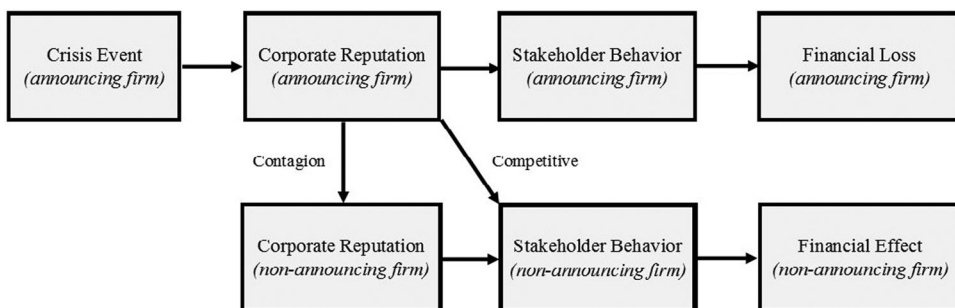 Crisis Event
(announcing firm)
Corporate Reputation
(announcing firm)
Stakeholder Behavior
(announcing firm)
Financial Loss
(announcing firm)
Contagion
Competitive
Corporate Reputation
(non-announcing firm)
Stakeholder Behavior
(non-announcing firm)
Financial Effect
(non-announcing firm)